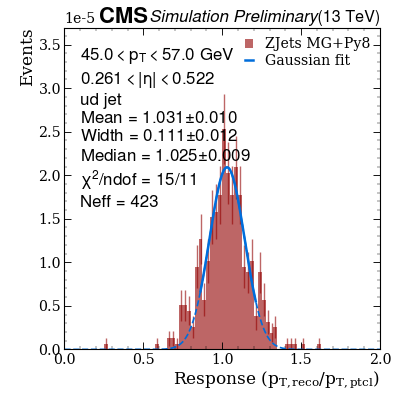 1e-5 CMS Simulation Preliminary (13 TeV)
Events
45.0 < pT < 57.0 GeV
0.261 < |η| < 0.522
ud jet
Mean = 1.031±0.010
Width = 0.111±0.012
Median = 1.025±0.009
χ²/ndof = 15/11
Neff = 423
ZJets MG+Py8
Gaussian fit
3.5
3.0
2.5
2.0
1.5
1.0
0.5
0.0
0.0 0.5 1.0 1.5 2.0
Response (pT,reco/pT,ptcl)